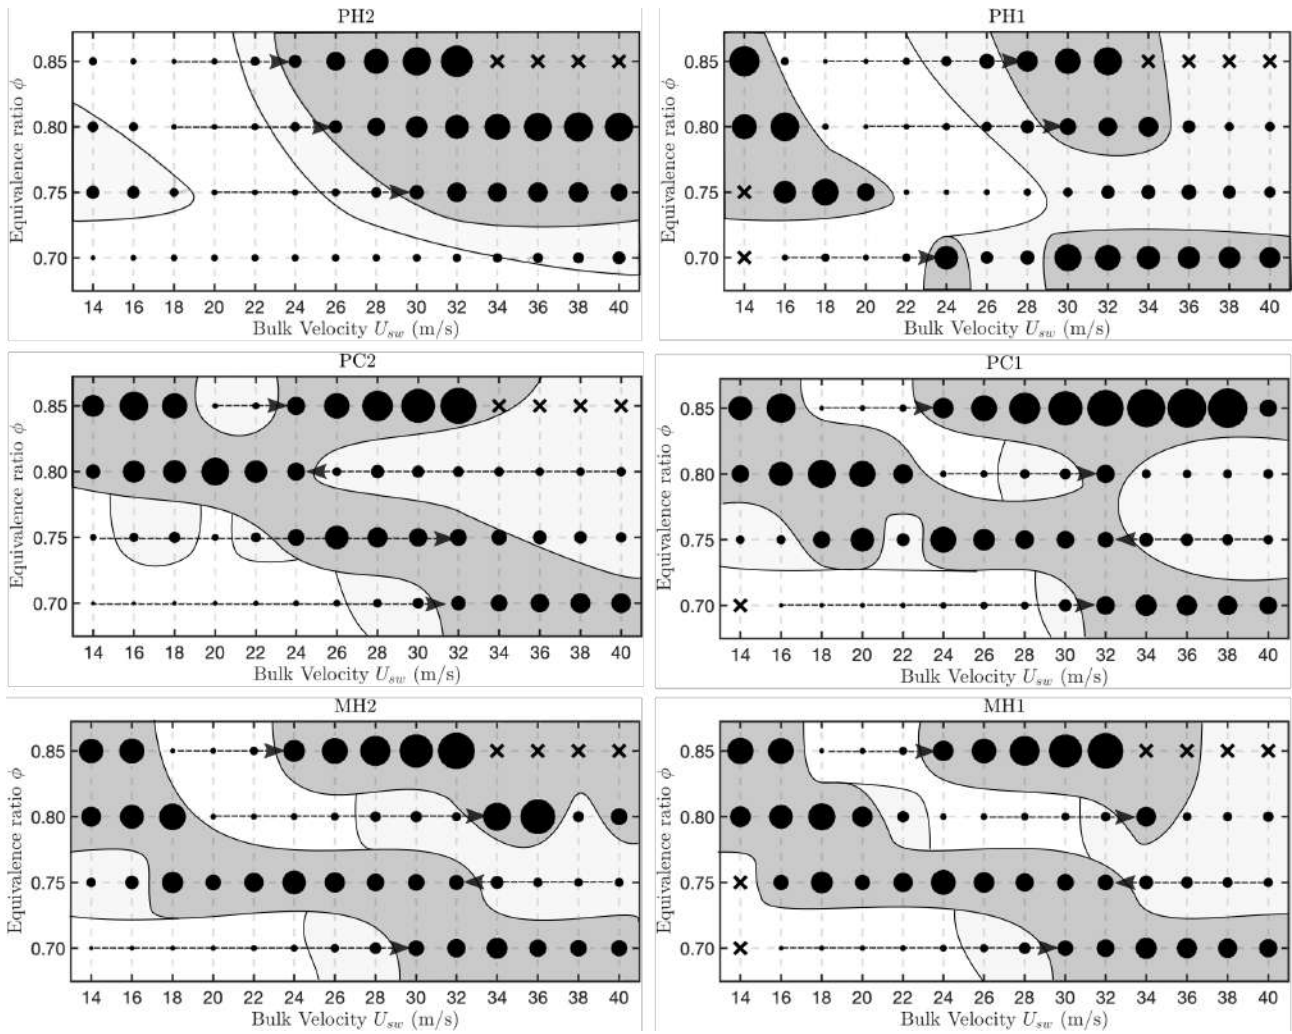 PH2
PH1
Equivalence ratio ϕ
0.85
0.80
0.75
0.70
14 16 18 20 22 24 26 28 30 32 34 36 38 40
Bulk Velocity U_sw (m/s)
Equivalence ratio ϕ
0.85
0.80
0.75
0.70
14 16 18 20 22 24 26 28 30 32 34 36 38 40
Bulk Velocity U_sw (m/s)
PC2
PC1
Equivalence ratio ϕ
0.85
0.80
0.75
0.70
14 16 18 20 22 24 26 28 30 32 34 36 38 40
Bulk Velocity U_sw (m/s)
Equivalence ratio ϕ
0.85
0.80
0.75
0.70
14 16 18 20 22 24 26 28 30 32 34 36 38 40
Bulk Velocity U_sw (m/s)
MH2
MH1
Equivalence ratio ϕ
0.85
0.80
0.75
0.70
14 16 18 20 22 24 26 28 30 32 34 36 38 40
Bulk Velocity U_sw (m/s)
Equivalence ratio ϕ
0.85
0.80
0.75
0.70
14 16 18 20 22 24 26 28 30 32 34 36 38 40
Bulk Velocity U_sw (m/s)